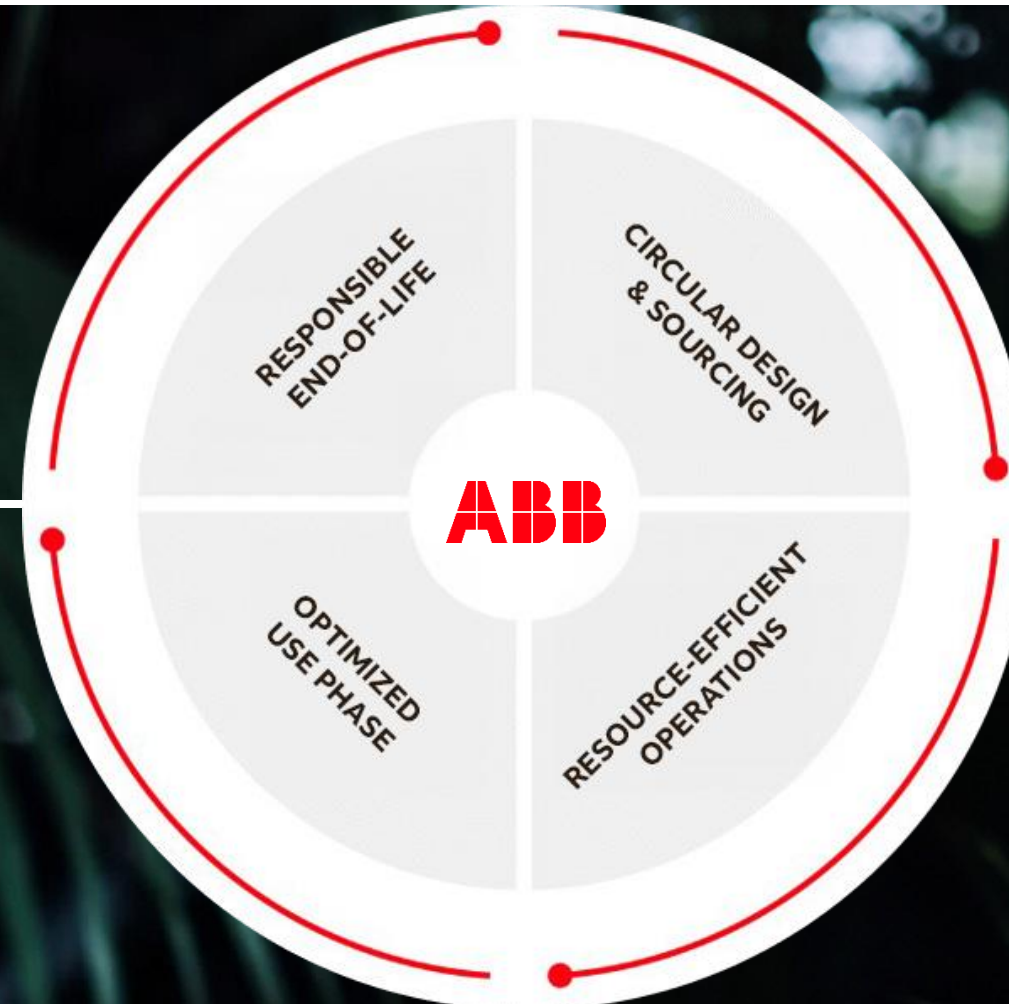 RESPONSIBLE
END-OF-LIFE
CIRCULAR DESIGN
& SOURCING
ABB
OPTIMIZED
USE PHASE
RESOURCE-EFFICIENT
OPERATIONS